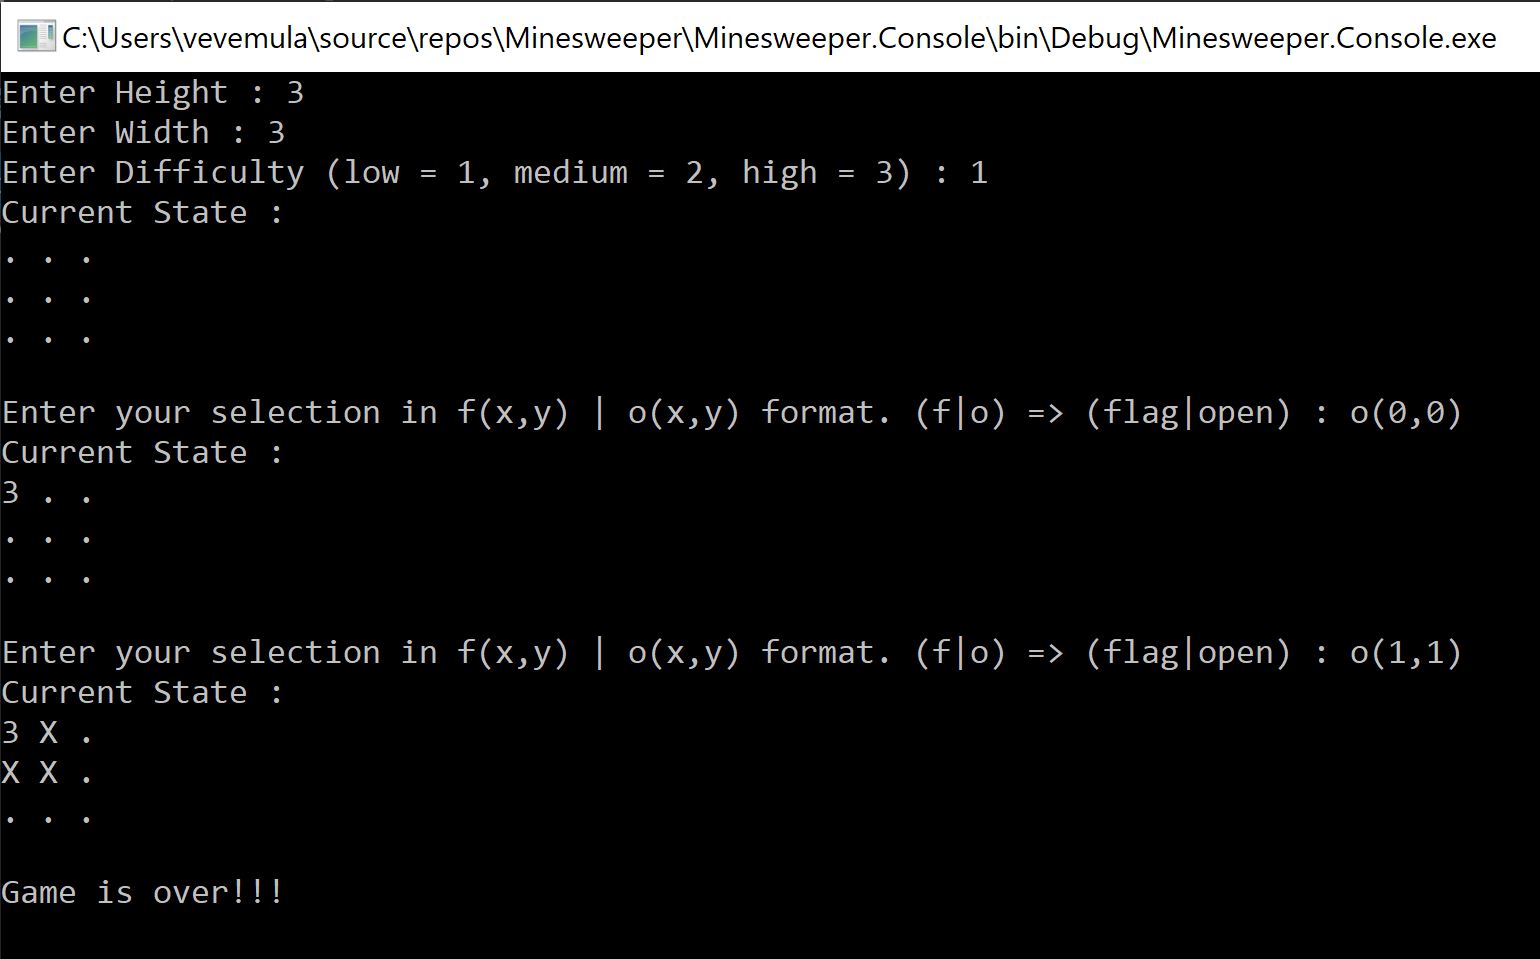 C:\Users\vevemula\source\repos\Minesweeper\Minesweeper.Console\bin\Debug\Minesweeper.Console.exe
Enter Height : 3
Enter Width : 3
Enter Difficulty (low = 1, medium = 2, high = 3) : 1
Current State :
. . .
. . .
. . .
Enter your selection in f(x,y) | o(x,y) format. (f|o) => (flag|open) : o(0,0)
Current State :
3 . .
. . .
. . .
Enter your selection in f(x,y) | o(x,y) format. (f|o) => (flag|open) : o(1,1)
Current State :
3 X .
X X .
. . .
Game is over!!!